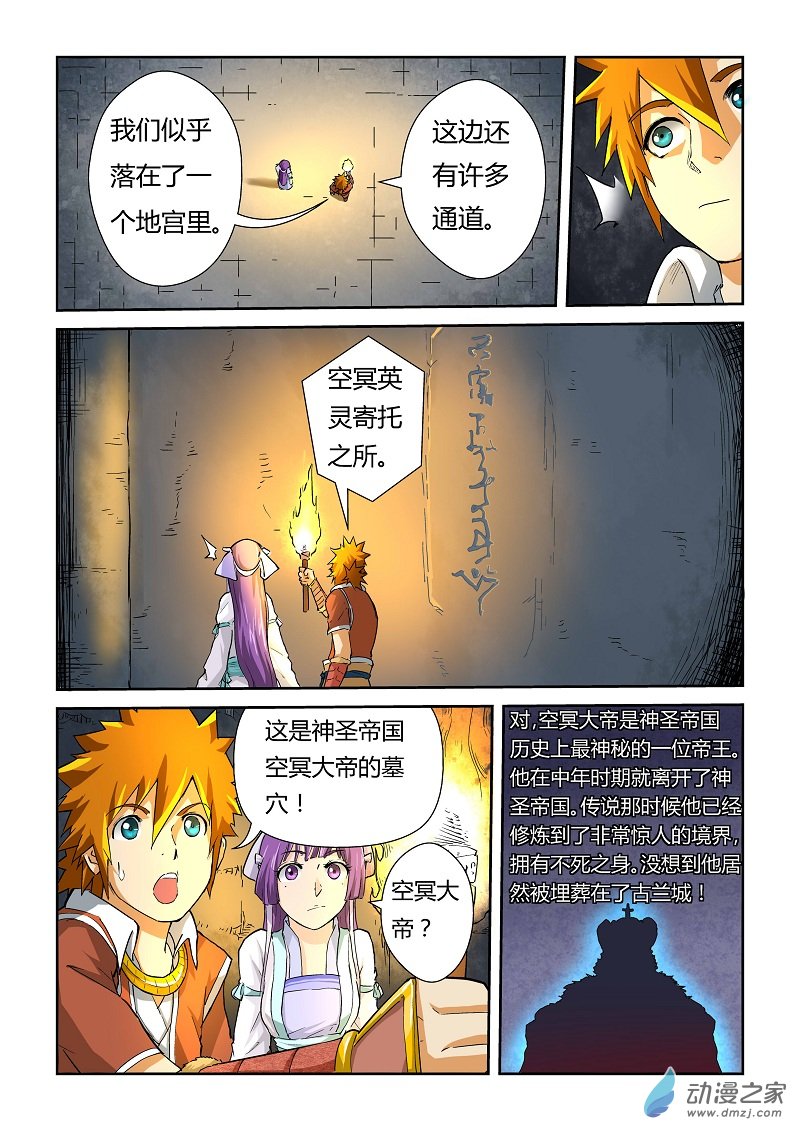 我们似乎
落在了一
个地宫里。
这边还
有许多
通道。
空冥英
灵寄托
之所。
这是神圣帝国
空冥大帝的墓
穴！
空冥大
帝？
对，空冥大帝是神圣帝国
历史上最神秘的一位帝王。
他在中年时期就离开了神
圣帝国。传说那时候他已经
修炼到了非常惊人的境界，
拥有不死之身。没想到他居
然被埋葬在了古兰城！
动漫之家
www.dmzj.com